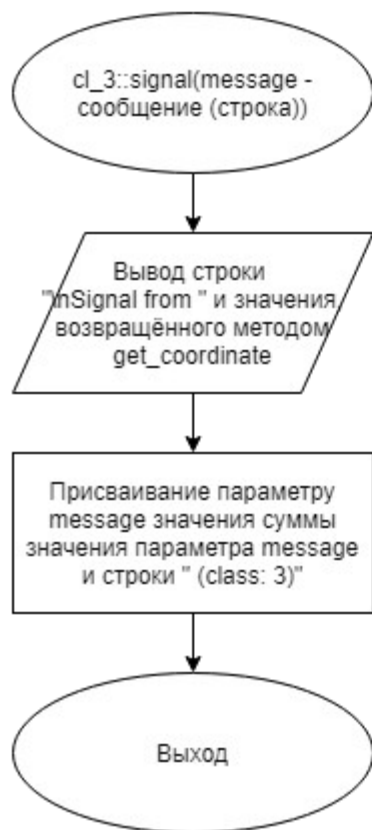 cl_3::signal(message -
сообщение (строка))
Вывод строки
"\nSignal from " и значения,
возвращённого методом
get_coordinate
Присваивание параметру
message значения суммы
значения параметра message
и строки " (class: 3)"
Выход